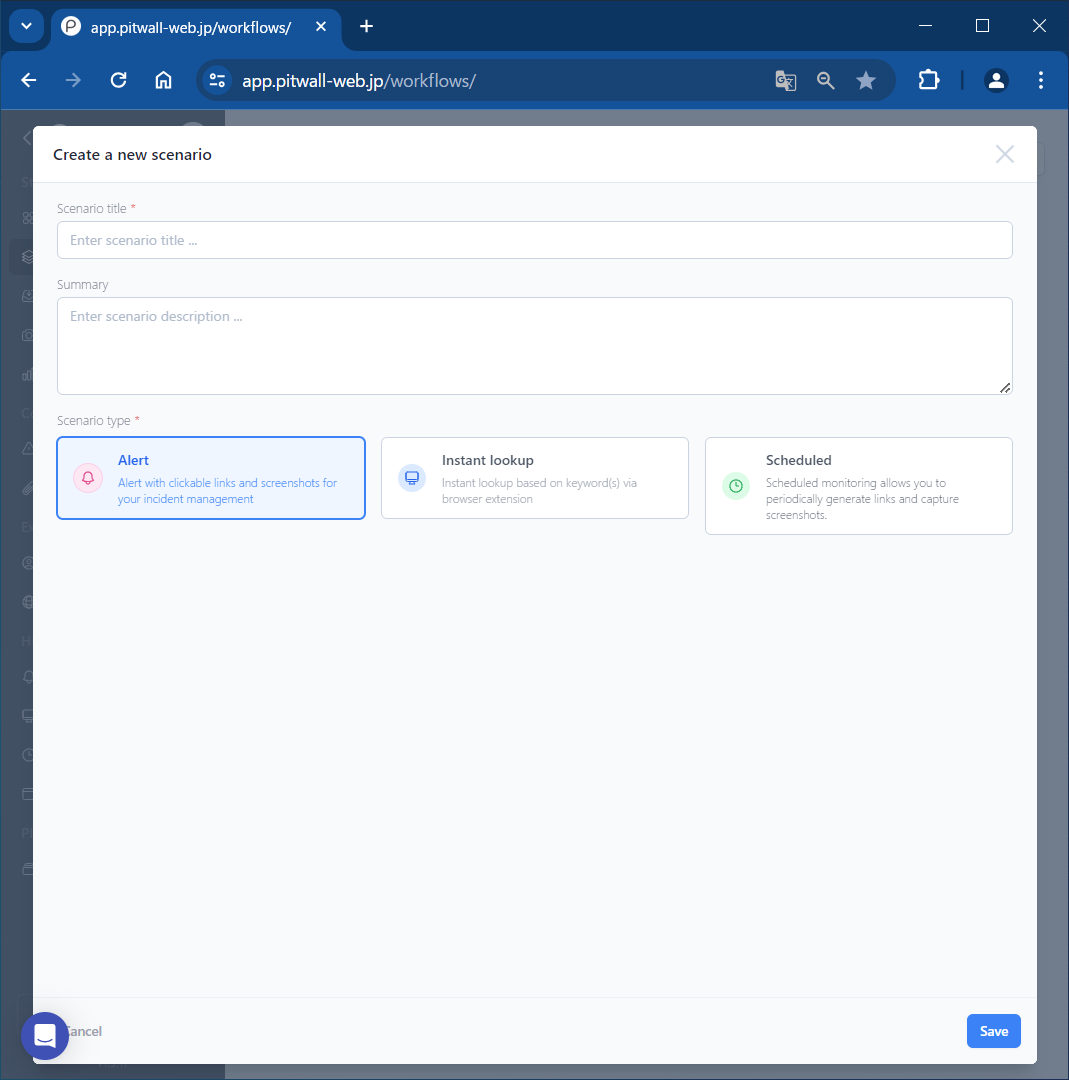 app.pitwall-web.jp/workflows/
app.pitwall-web.jp/workflows/
Create a new scenario
Scenario title *
Enter scenario title ...
Summary
Enter scenario description ...
Scenario type *
Alert
Alert with clickable links and screenshots for
your incident management
Instant lookup
Instant lookup based on keyword(s) via
browser extension
Scheduled
Scheduled monitoring allows you to
periodically generate links and capture
screenshots.
Cancel
Save